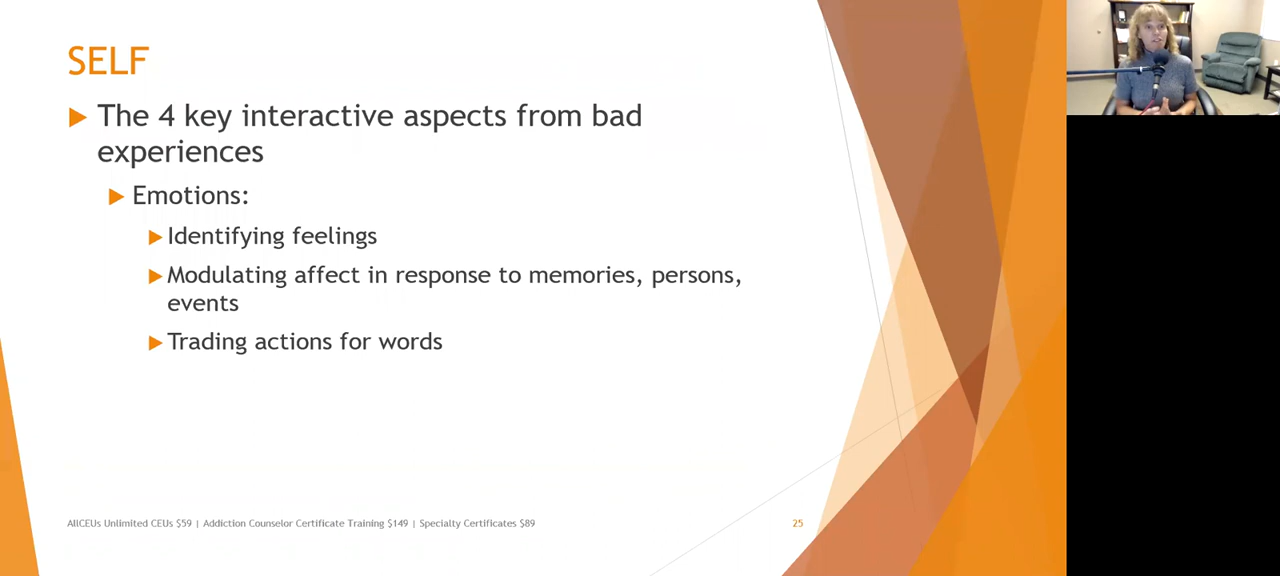 SELF
The 4 key interactive aspects from bad
experiences
Emotions:
Identifying feelings
Modulating affect in response to memories, persons,
events
Trading actions for words
AllCEUs Unlimited CEUs $59 | Addiction Counselor Certificate Training $149 | Specialty Certificates $89
25